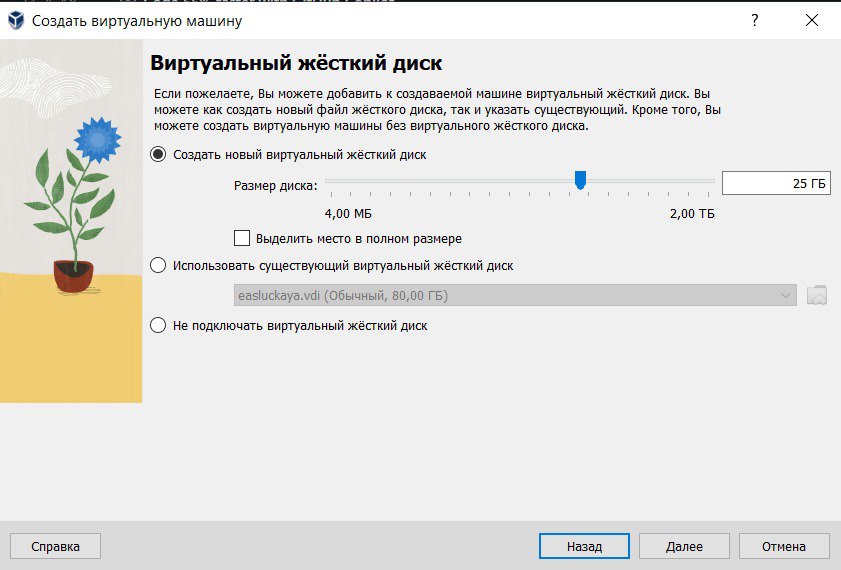 Создать виртуальную машину
?
Виртуальный жёсткий диск
Если пожелаете, Вы можете добавить к создаваемой машине виртуальный жёсткий диск. Вы
можете как создать новый файл жёсткого диска, так и указать существующий. Кроме того, Вы
можете создать виртуальную машины без виртуального жёсткого диска.
Создать новый виртуальный жёсткий диск
Размер диска:
25 ГБ
4,00 МБ
2,00 ТБ
Выделить место в полном размере
Использовать существующий виртуальный жёсткий диск
easluckaya.vdi (Обычный, 80,00 ГБ)
Не подключать виртуальный жёсткий диск
Справка
Назад
Далее
Отмена